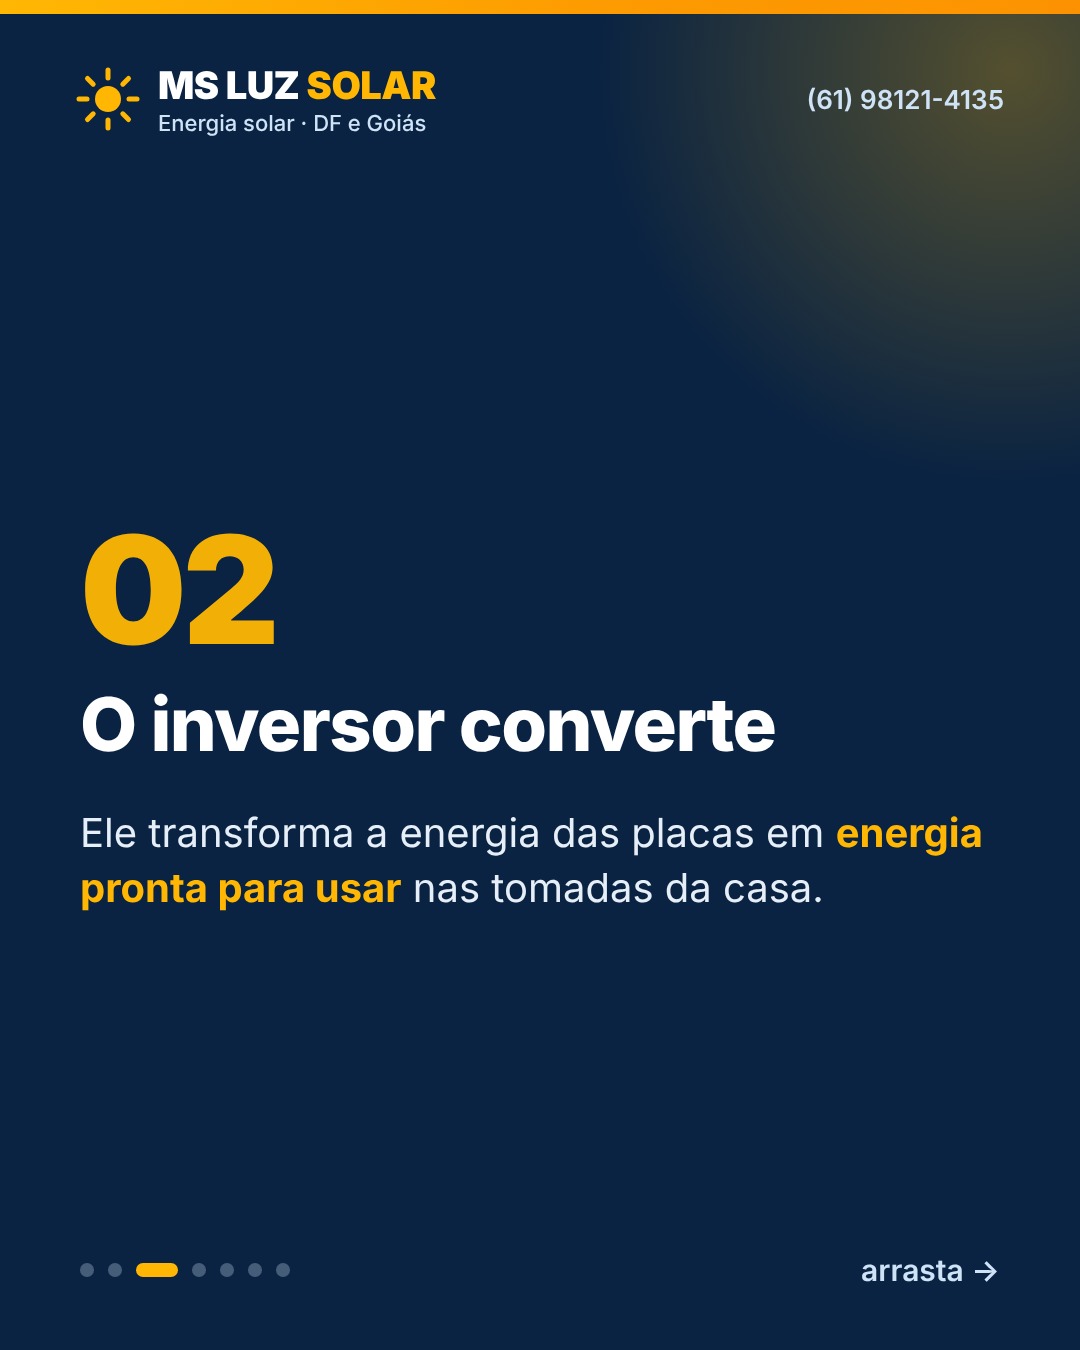 MS LUZ SOLAR
Energia solar · DF e Goiás
(61) 98121-4135
02
O inversor converte
Ele transforma a energia das placas em energia
pronta para usar nas tomadas da casa.
arrasta →